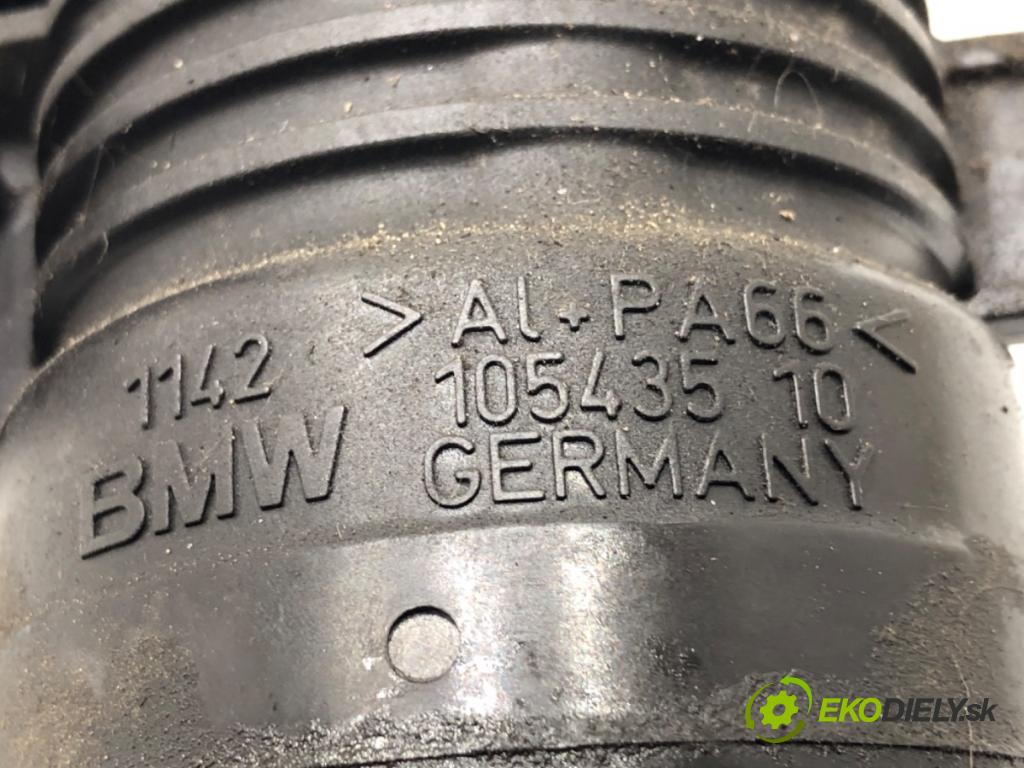 >Al+PA66<
1142 105435 10
BMW GERMANY
EKODIELY.sk